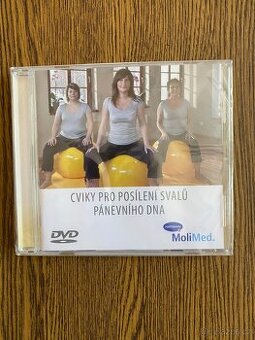 CVIKY PRO POSÍLENÍ SVALŮ
PÁNEVNÍHO DNA
DVD
MoliMed.